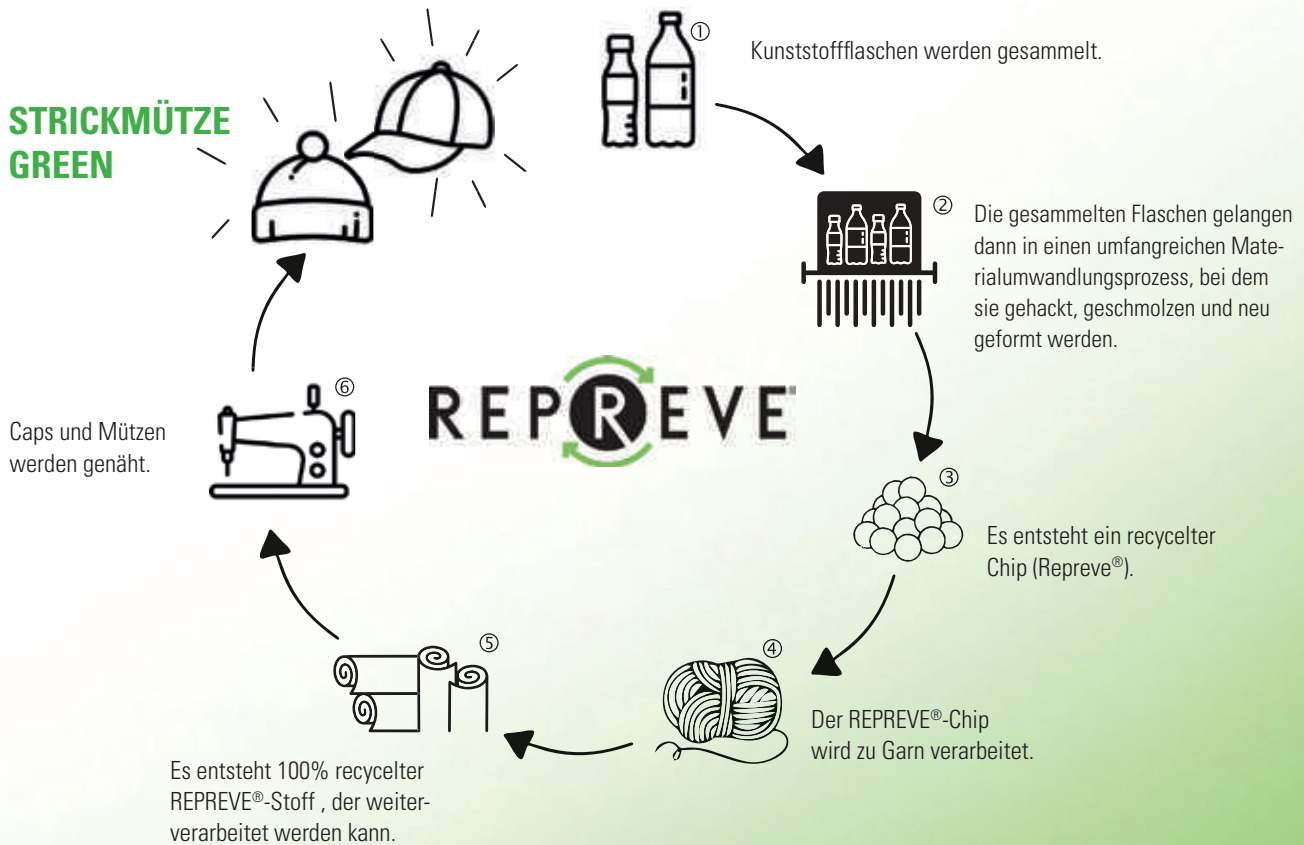 STRICKMÜTZE
GREEN
①
Kunststoffflaschen werden gesammelt.
②
Die gesammelten Flaschen gelangen
dann in einen umfangreichen Mate-
rialumwandlungsprozess, bei dem
sie gehackt, geschmolzen und neu
geformt werden.
③
Es entsteht ein recycelter
Chip (Repreve®).
④
Der REPREVE®-Chip
wird zu Garn verarbeitet.
⑤
Es entsteht 100% recycelter
REPREVE®-Stoff , der weiter-
verarbeitet werden kann.
⑥
Caps und Mützen
werden genäht.
REPREVE